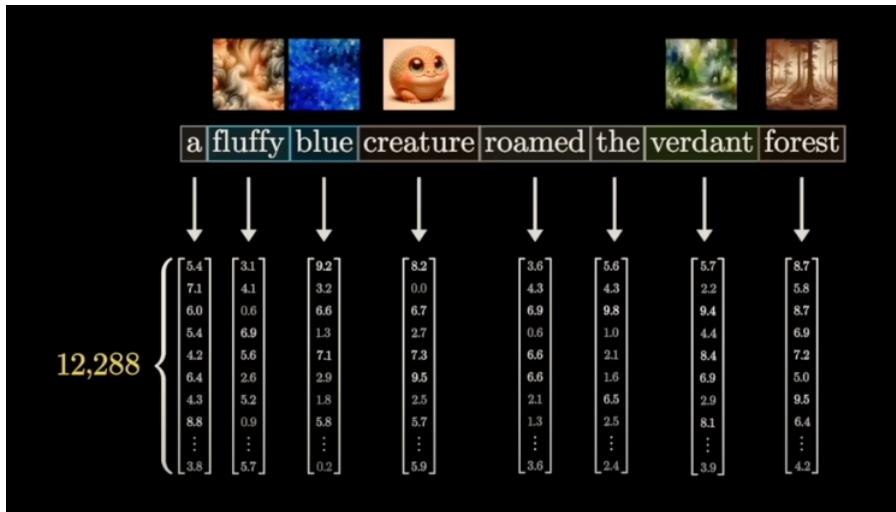 a fluffy blue creature roamed the verdant forest
5.4 3.1 9.2 8.2 3.6 5.6 5.7 8.7
7.1 4.1 3.2 0.0 4.3 4.3 2.2 5.8
6.0 0.6 6.6 6.7 6.9 9.8 9.4 8.7
5.4 6.9 1.3 2.7 0.6 1.0 4.4 6.9
12,288 4.2 5.6 7.1 7.3 6.6 2.1 8.4 7.2
6.4 2.6 2.9 9.5 6.6 1.6 6.9 5.0
4.3 5.2 1.8 2.5 2.1 6.5 2.9 9.5
8.8 0.9 5.8 5.7 1.3 2.5 8.1 6.4
⋮ ⋮ ⋮ ⋮ ⋮ ⋮ ⋮ ⋮
3.8 5.7 0.2 5.9 3.6 2.4 3.9 4.2